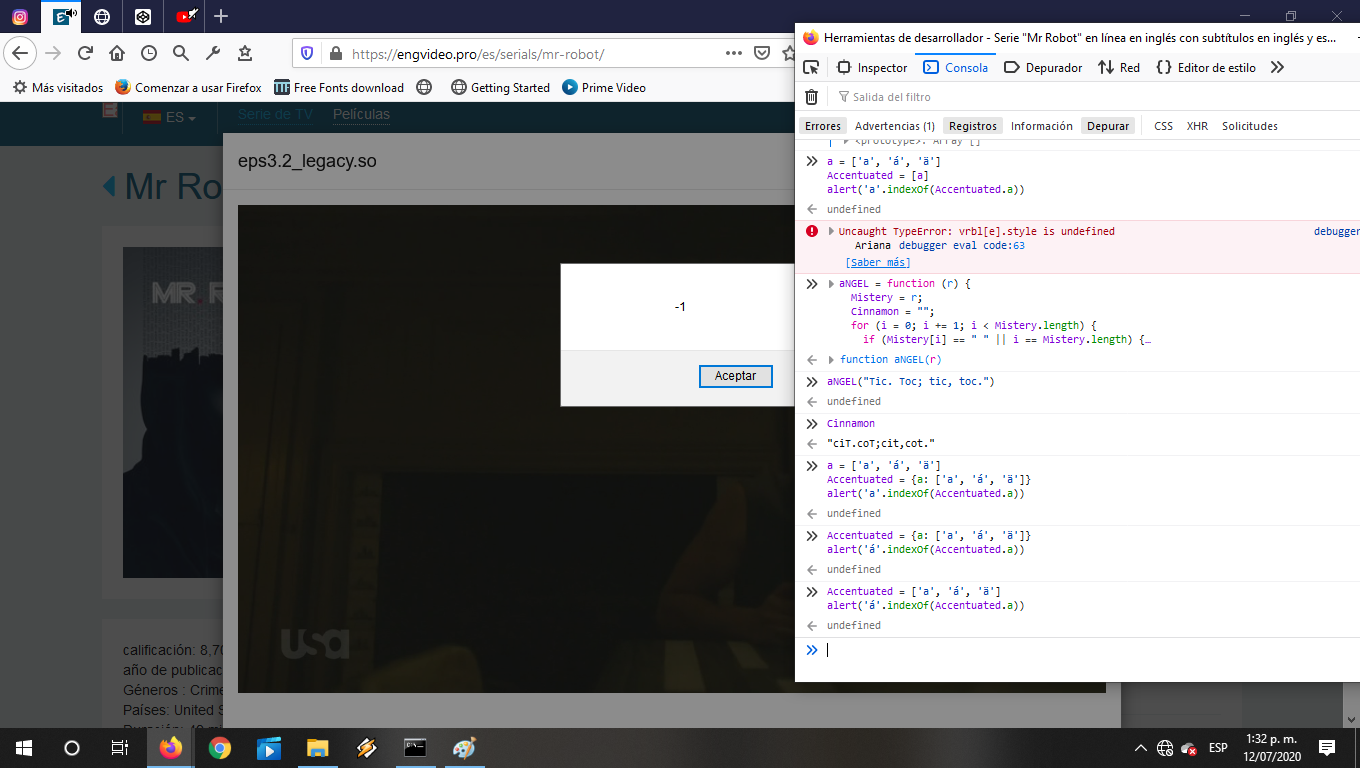 https://engvideo.pro/es/serials/mr-robot/
Más visitados
Comenzar a usar Firefox
Free Fonts download
Getting Started
Prime Video
ES
Serie de TV
Películas
eps3.2_legacy.so
Mr Ro
MR. R
calificación: 8,70
año de publicac
Géneros : Crime
Países: United S
usa
-1
Aceptar
Herramientas de desarrollador - Serie "Mr Robot" en línea en inglés con subtítulos en inglés y es...
Inspector
Consola
Depurador
Red
Editor de estilo
Salida del filtro
Errores
Advertencias (1)
Registros
Información
Depurar
CSS
XHR
Solicitudes
<prototype>: Array []
a = ['a', 'á', 'ä']
Accentuated = [a]
alert('a'.indexOf(Accentuated.a))
undefined
Uncaught TypeError: vrbl[e].style is undefined
debugger
Ariana debugger eval code:63
[Saber más]
aNGEL = function (r) {
Mistery = r;
Cinnamon = "";
for (i = 0; i += 1; i < Mistery.length) {
if (Mistery[i] == " " || i == Mistery.length) {…
function aNGEL(r)
aNGEL("Tic. Toc; tic, toc.")
undefined
Cinnamon
"ciT.coT;cit,cot."
a = ['a', 'á', 'ä']
Accentuated = {a: ['a', 'á', 'ä']}
alert('a'.indexOf(Accentuated.a))
undefined
Accentuated = {a: ['a', 'á', 'ä']}
alert('á'.indexOf(Accentuated.a))
undefined
Accentuated = ['a', 'á', 'ä']
alert('á'.indexOf(Accentuated.a))
undefined
ESP
1:32 p. m.
12/07/2020